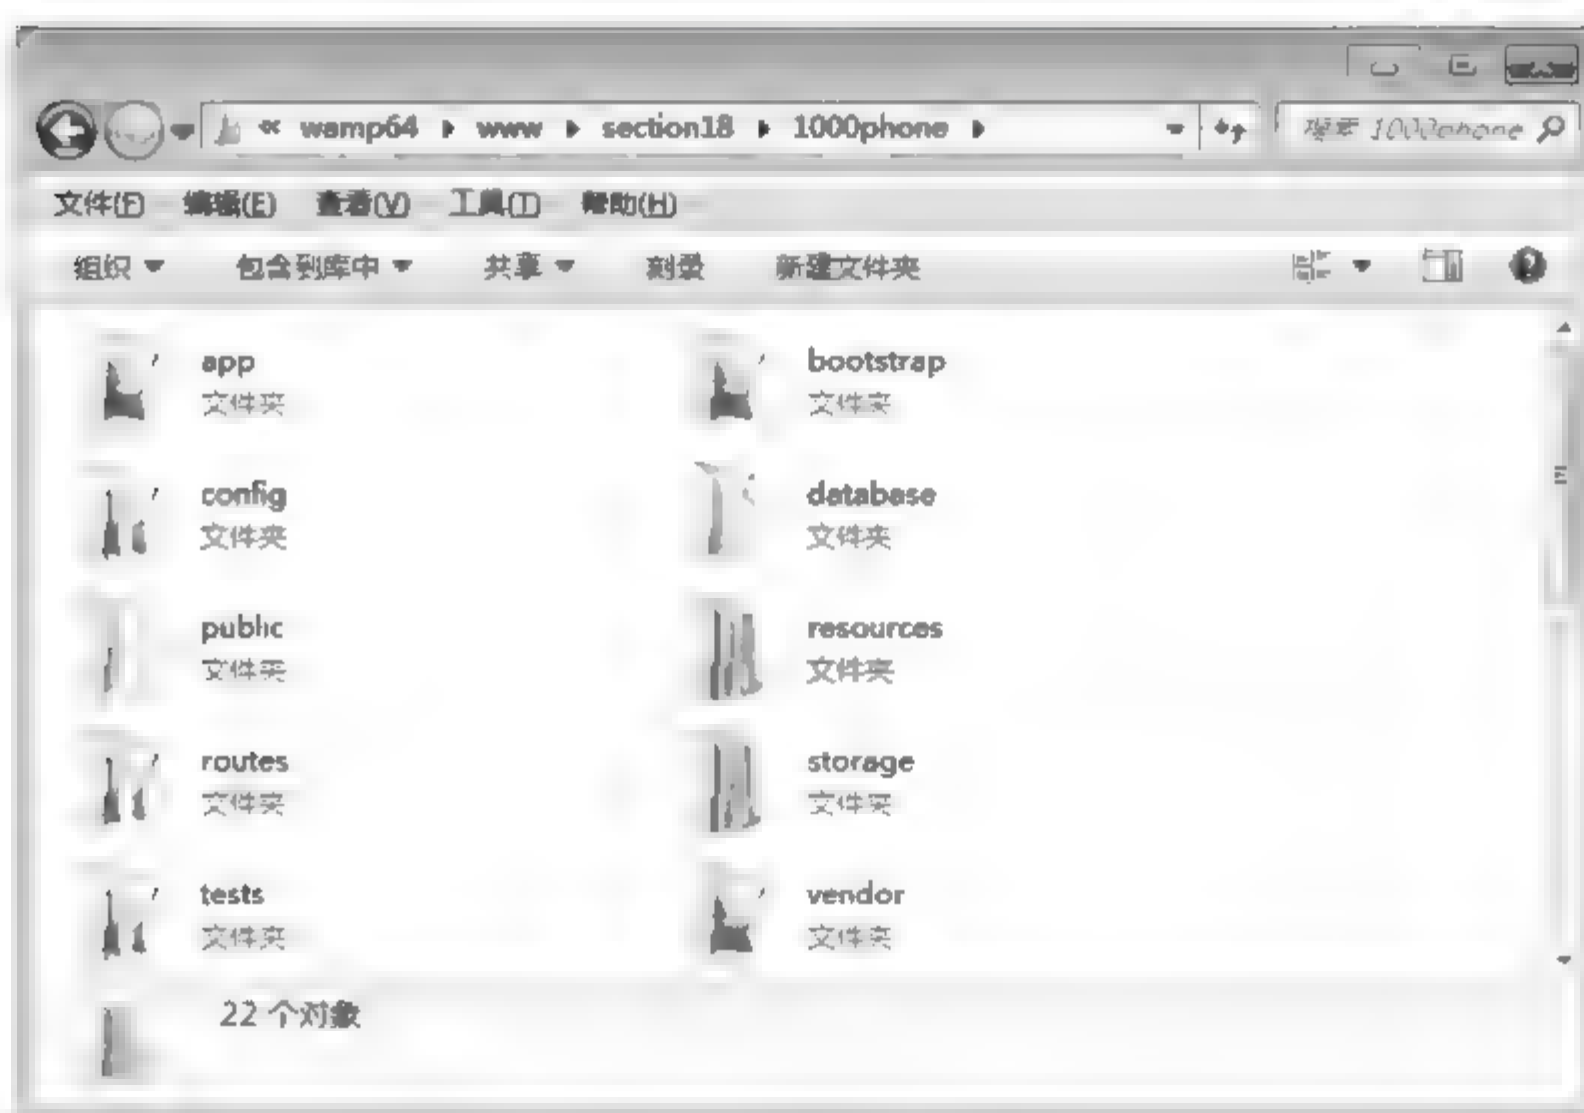 « wamp64 ▸ www ▸ section18 ▸ 1000phone ▸ 搜索 1000phone
文件(F) 编辑(E) 查看(V) 工具(T) 帮助(H)
组织 包含到库中 共享 刻录 新建文件夹
app bootstrap
文件夹 文件夹
config database
文件夹 文件夹
public resources
文件夹 文件夹
routes storage
文件夹 文件夹
tests vendor
文件夹 文件夹
22 个对象